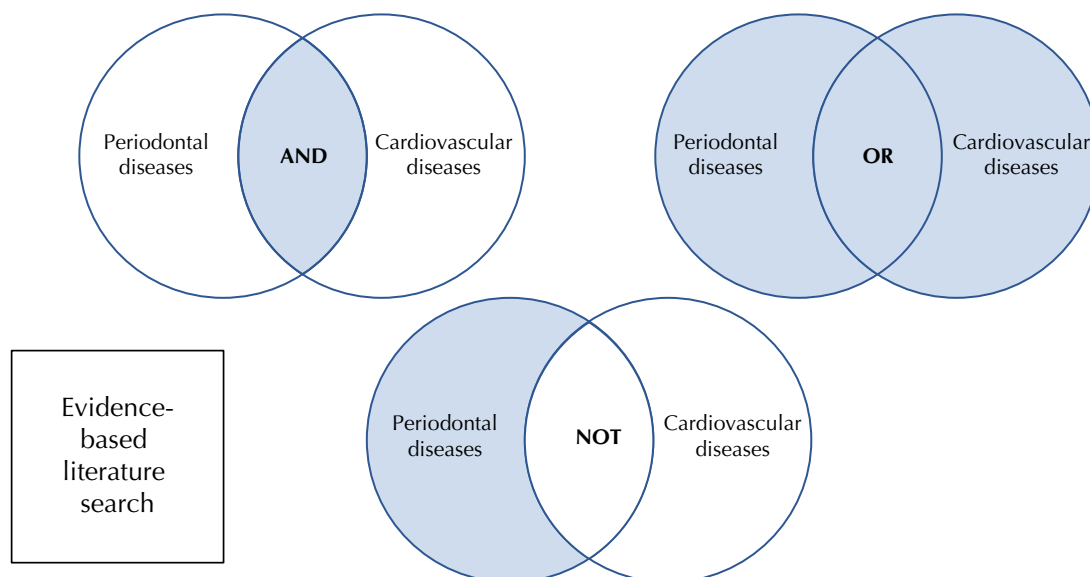 Periodontal
diseases
AND
Cardiovascular
diseases
Periodontal
diseases
OR
Cardiovascular
diseases
Evidence-
based
literature
search
Periodontal
diseases
NOT
Cardiovascular
diseases